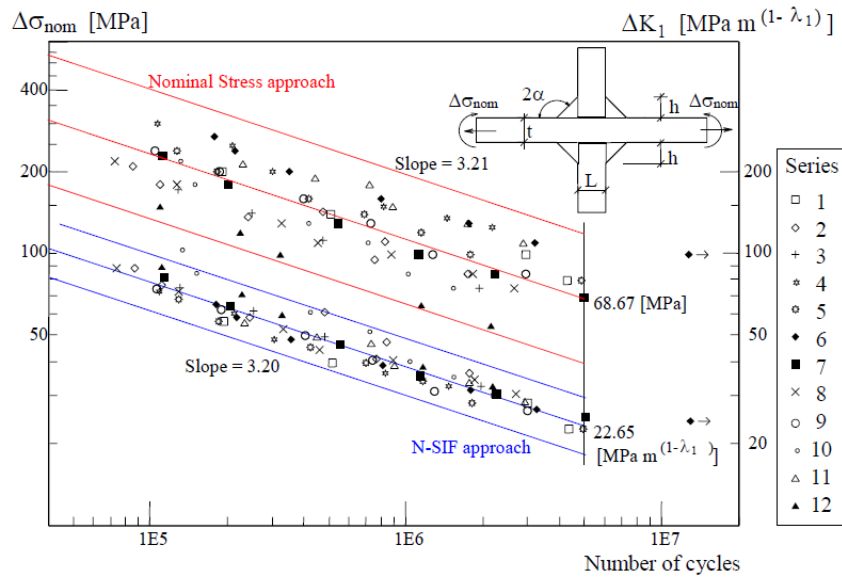 Δσnom [MPa]
ΔK1 [MPa m(1- λ1)]
400
200
100
50
Nominal Stress approach
Slope = 3.21
2α
h
Δσnom
Δσnom
t
h
L
200
100
50
20
68.67 [MPa]
Slope = 3.20
N-SIF approach
22.65
[MPa m(1-λ1)]
1E5
1E6
1E7
Number of cycles
Series
1
2
3
4
5
6
7
8
9
10
11
12